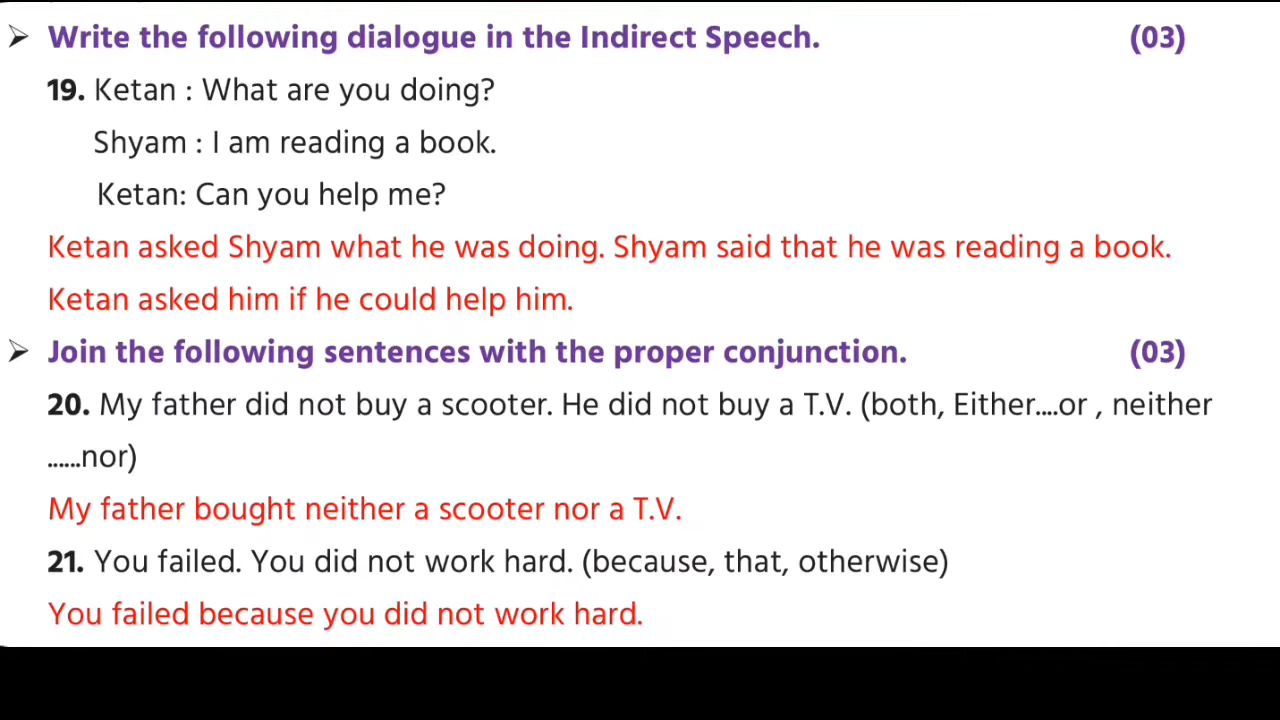 ➢ Write the following dialogue in the Indirect Speech. (03)
19. Ketan : What are you doing?
Shyam : I am reading a book.
Ketan: Can you help me?
Ketan asked Shyam what he was doing. Shyam said that he was reading a book.
Ketan asked him if he could help him.
➢ Join the following sentences with the proper conjunction. (03)
20. My father did not buy a scooter. He did not buy a T.V. (both, Either....or , neither
......nor)
My father bought neither a scooter nor a T.V.
21. You failed. You did not work hard. (because, that, otherwise)
You failed because you did not work hard.